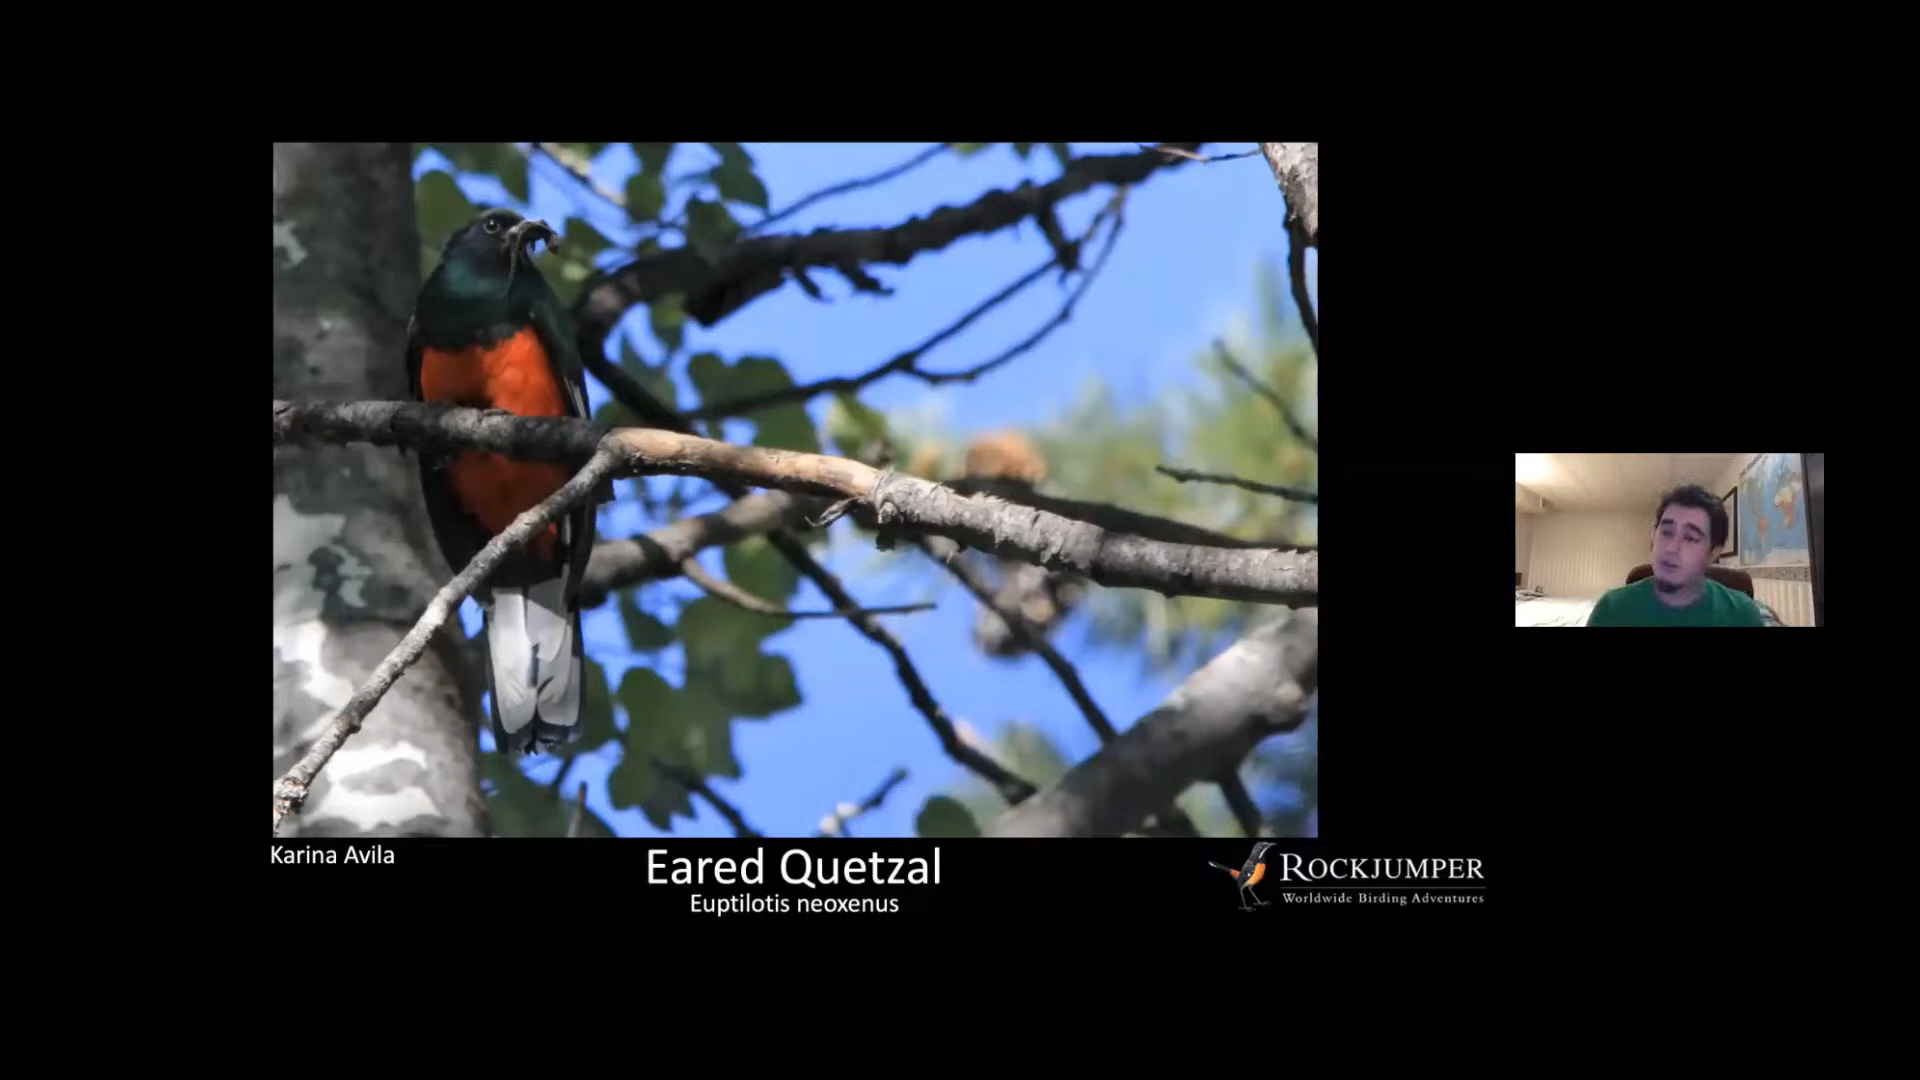 Karina Avila
Eared Quetzal
Euptilotis neoxenus
ROCKJUMPER
Worldwide Birding Adventures